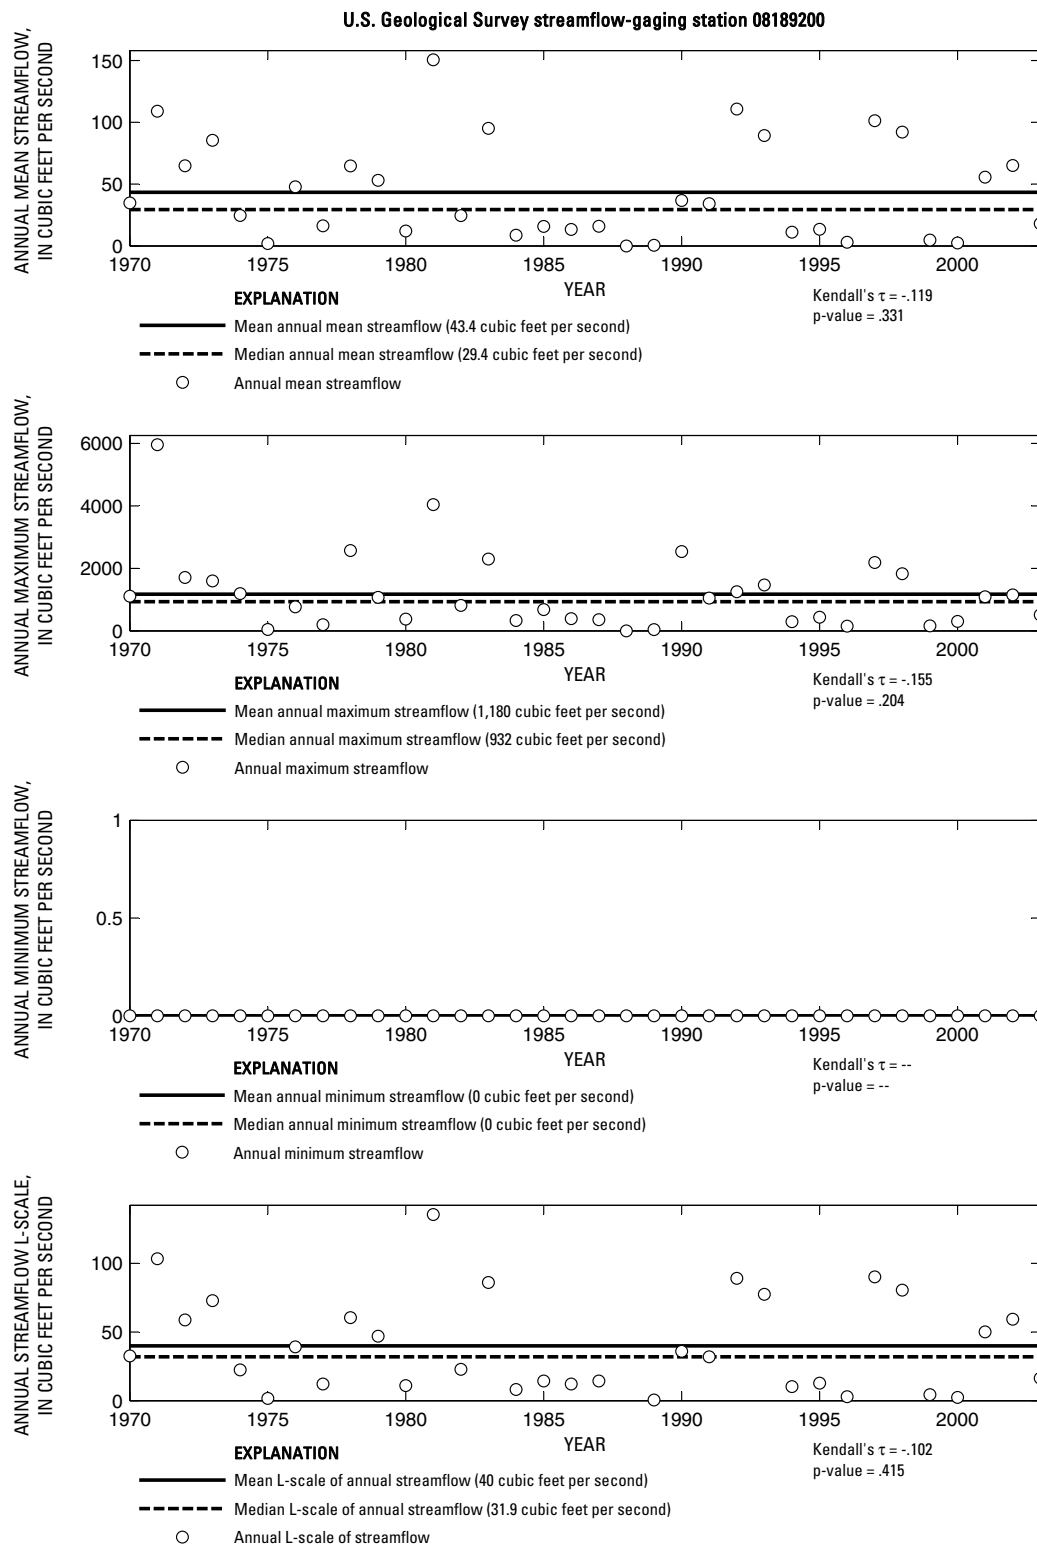 U.S. Geological Survey streamflow-gaging station 08189200
ANNUAL MEAN STREAMFLOW,
IN CUBIC FEET PER SECOND
150
100
50
0
1970 1975 1980 1985 1990 1995 2000
YEAR
EXPLANATION
Mean annual mean streamflow (43.4 cubic feet per second)
Median annual mean streamflow (29.4 cubic feet per second)
Annual mean streamflow
Kendall's τ = -.119
p-value = .331
ANNUAL MAXIMUM STREAMFLOW,
IN CUBIC FEET PER SECOND
6000
4000
2000
0
1970 1975 1980 1985 1990 1995 2000
YEAR
EXPLANATION
Mean annual maximum streamflow (1,180 cubic feet per second)
Median annual maximum streamflow (932 cubic feet per second)
Annual maximum streamflow
Kendall's τ = -.155
p-value = .204
ANNUAL MINIMUM STREAMFLOW,
IN CUBIC FEET PER SECOND
1
0.5
0
1970 1975 1980 1985 1990 1995 2000
YEAR
EXPLANATION
Mean annual minimum streamflow (0 cubic feet per second)
Median annual minimum streamflow (0 cubic feet per second)
Annual minimum streamflow
Kendall's τ = --
p-value = --
ANNUAL STREAMFLOW L-SCALE,
IN CUBIC FEET PER SECOND
100
50
0
1970 1975 1980 1985 1990 1995 2000
YEAR
EXPLANATION
Mean L-scale of annual streamflow (40 cubic feet per second)
Median L-scale of annual streamflow (31.9 cubic feet per second)
Annual L-scale of streamflow
Kendall's τ = -.102
p-value = .415